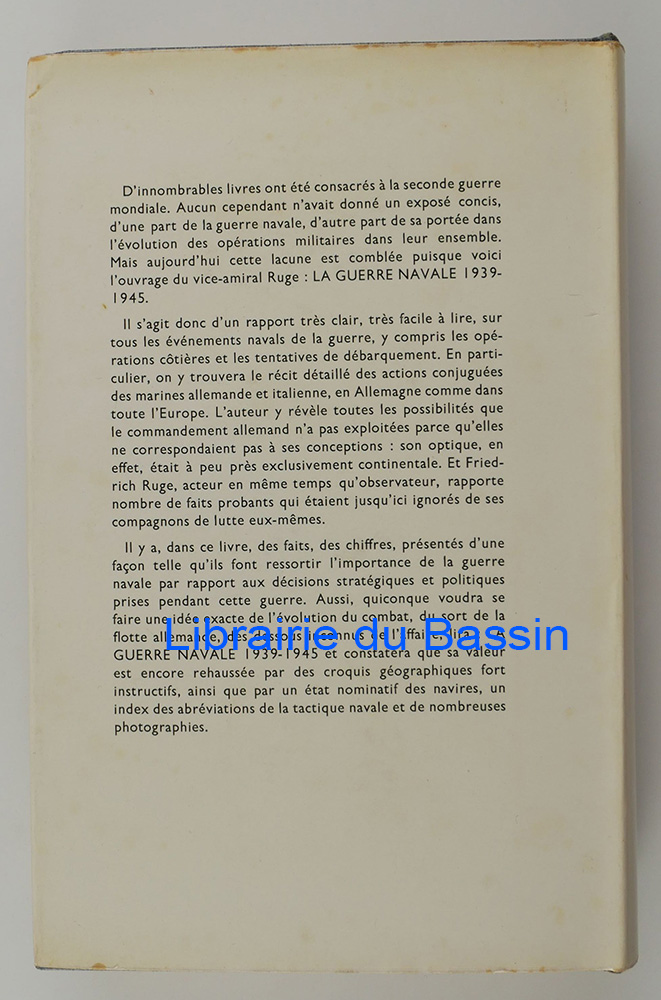 D'innombrables livres ont été consacrés à la seconde guerre
mondiale. Aucun cependant n'avait donné un exposé concis,
d'une part de la guerre navale, d'autre part de sa portée dans
l'évolution des opérations militaires dans leur ensemble.
Mais aujourd'hui cette lacune est comblée puisque voici
l'ouvrage du vice-amiral Ruge : LA GUERRE NAVALE 1939-
1945.
Il s'agit donc d'un rapport très clair, très facile à lire, sur
tous les événements navals de la guerre, y compris les opé-
rations côtières et les tentatives de débarquement. En parti-
culier, on y trouvera le récit détaillé des actions conjuguées
des marines allemande et italienne, en Allemagne comme dans
toute l'Europe. L'auteur y révèle toutes les possibilités que
le commandement allemand n'a pas exploitées parce qu'elles
ne correspondaient pas à ses conceptions : son optique, en
effet, était à peu près exclusivement continentale. Et Fried-
rich Ruge, acteur en même temps qu'observateur, rapporte
nombre de faits probants qui étaient jusqu'ici ignorés de ses
compagnons de lutte eux-mêmes.
Il y a, dans ce livre, des faits, des chiffres, présentés d'une
façon telle qu'ils font ressortir l'importance de la guerre
navale par rapport aux décisions stratégiques et politiques
prises pendant cette guerre. Aussi, quiconque voudra se
faire une idée exacte de l'évolution du combat, du sort de la
flotte allemande, des dessous inconnus de l'affaire, lira
Librairie du Bassin
GUERRE NAVALE 1939-1945 et constatera que sa valeur
est encore rehaussée par des croquis géographiques fort
instructifs, ainsi que par un état nominatif des navires, un
index des abréviations de la tactique navale et de nombreuses
photographies.